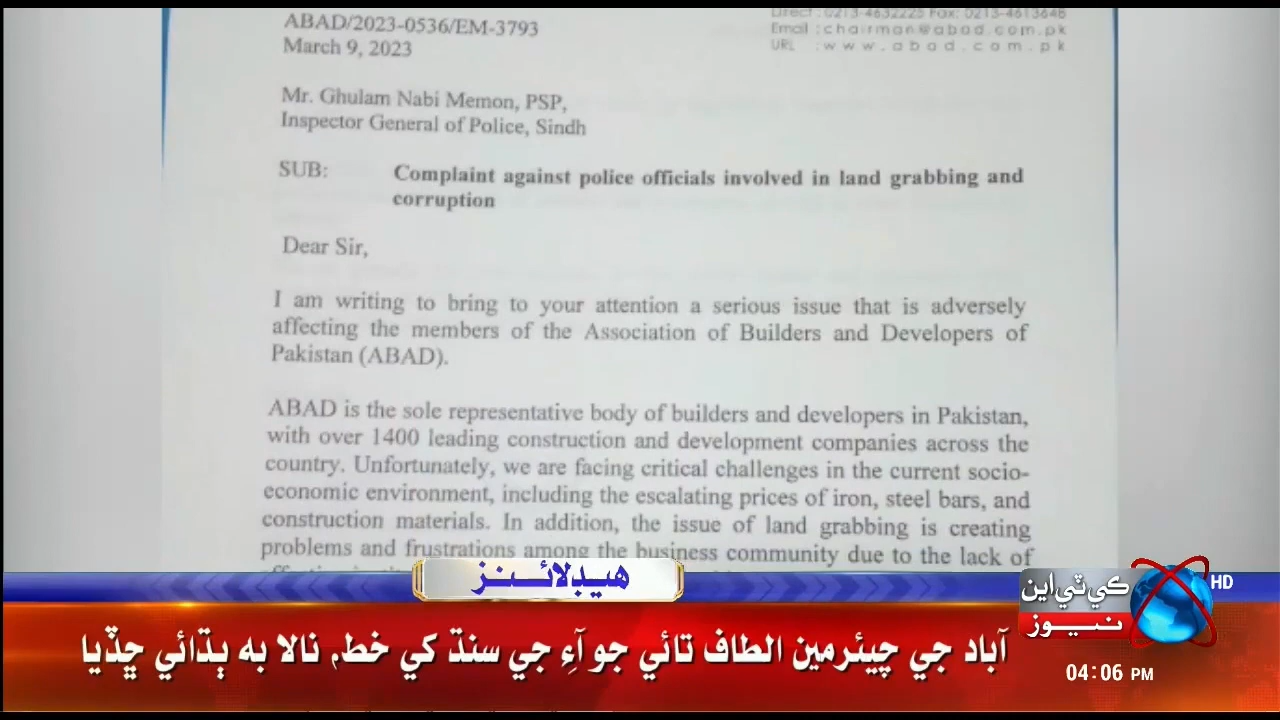 ABAD/2023-0536/EM-3793
March 9, 2023
Direct : 0213-4632225 Fax: 0213-4613648
Email : chairman@abad.com.pk
URL : www.abad.com.pk
Mr. Ghulam Nabi Memon, PSP,
Inspector General of Police, Sindh
SUB: Complaint against police officials involved in land grabbing and
corruption
Dear Sir,
I am writing to bring to your attention a serious issue that is adversely
affecting the members of the Association of Builders and Developers of
Pakistan (ABAD).
ABAD is the sole representative body of builders and developers in Pakistan,
with over 1400 leading construction and development companies across the
country. Unfortunately, we are facing critical challenges in the current socio-
economic environment, including the escalating prices of iron, steel bars, and
construction materials. In addition, the issue of land grabbing is creating
problems and frustrations among the business community due to the lack of
هيڊلائنز
ڪي ٽي اين
نيوز
HD
آباد جي چيئرمين الطاف تائي جو آءِ جي سنڌ کي خط، نالا به ٻڌائي ڇڏيا
04:06 PM